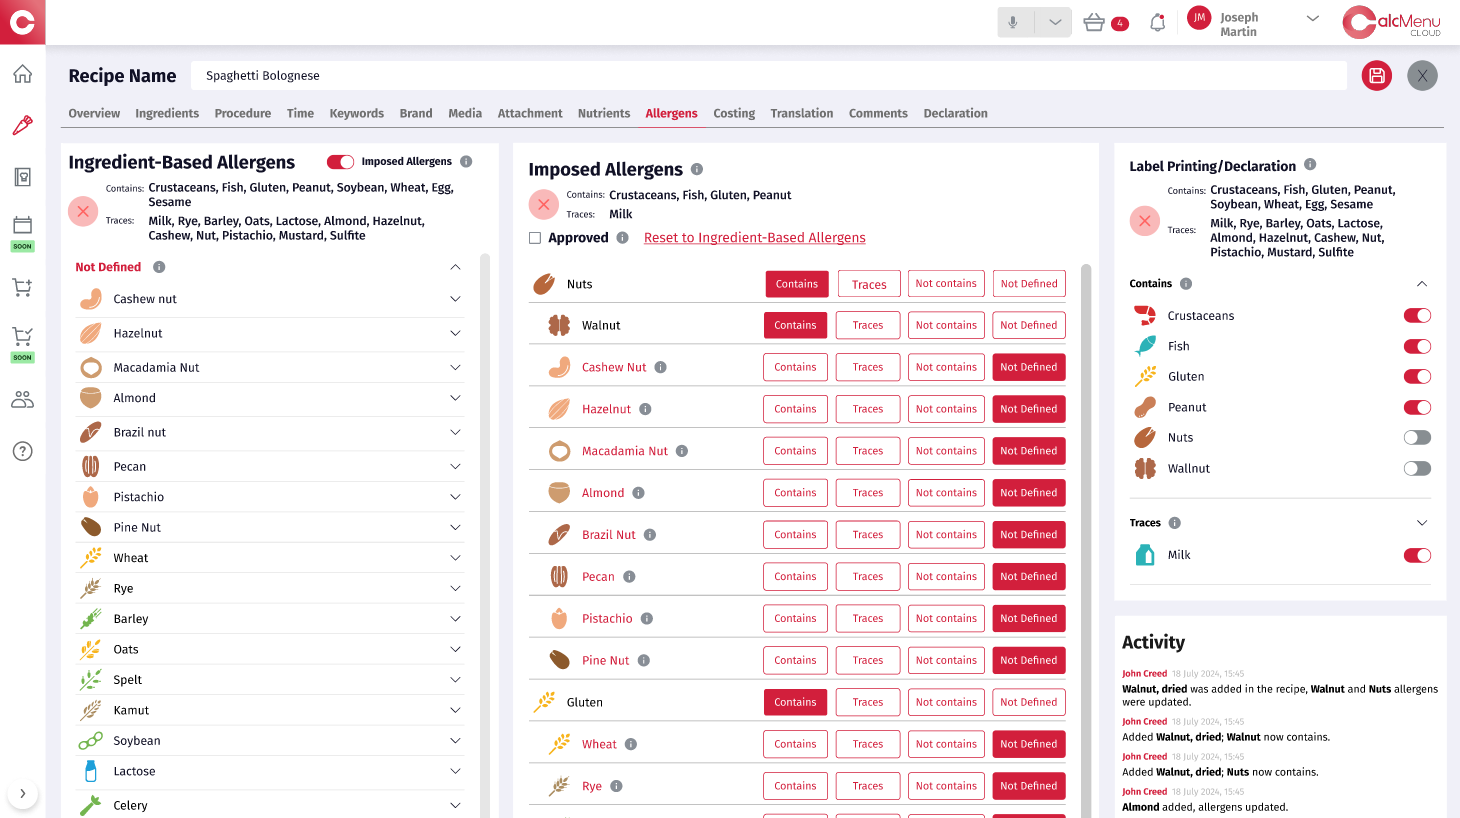 4
JM
Joseph
Martin
CalcMenu
CLOUD
Recipe Name
Spaghetti Bolognese
X
Overview
Ingredients
Procedure
Time
Keywords
Brand
Media
Attachment
Nutrients
Allergens
Costing
Translation
Comments
Declaration
SOON
SOON
Ingredient-Based Allergens
Imposed Allergens
Contains: Crustaceans, Fish, Gluten, Peanut, Soybean, Wheat, Egg,
Sesame
Traces: Milk, Rye, Barley, Oats, Lactose, Almond, Hazelnut,
Cashew, Nut, Pistachio, Mustard, Sulfite
Not Defined
Cashew nut
Hazelnut
Macadamia Nut
Almond
Brazil nut
Pecan
Pistachio
Pine Nut
Wheat
Rye
Barley
Oats
Spelt
Kamut
Soybean
Lactose
Celery
Imposed Allergens
Contains: Crustaceans, Fish, Gluten, Peanut
Traces: Milk
Approved Reset to Ingredient-Based Allergens
Nuts Contains Traces Not contains Not Defined
Walnut Contains Traces Not contains Not Defined
Cashew Nut Contains Traces Not contains Not Defined
Hazelnut Contains Traces Not contains Not Defined
Macadamia Nut Contains Traces Not contains Not Defined
Almond Contains Traces Not contains Not Defined
Brazil Nut Contains Traces Not contains Not Defined
Pecan Contains Traces Not contains Not Defined
Pistachio Contains Traces Not contains Not Defined
Pine Nut Contains Traces Not contains Not Defined
Gluten Contains Traces Not contains Not Defined
Wheat Contains Traces Not contains Not Defined
Rye Contains Traces Not contains Not Defined
Label Printing/Declaration
Contains: Crustaceans, Fish, Gluten, Peanut,
Soybean, Wheat, Egg, Sesame
Traces: Milk, Rye, Barley, Oats, Lactose,
Almond, Hazelnut, Cashew, Nut,
Pistachio, Mustard, Sulfite
Contains
Crustaceans
Fish
Gluten
Peanut
Nuts
Wallnut
Traces
Milk
Activity
John Creed 18 July 2024, 15:45
Walnut, dried was added in the recipe, Walnut and Nuts allergens
were updated.
John Creed 18 July 2024, 15:45
Added Walnut, dried; Walnut now contains.
John Creed 18 July 2024, 15:45
Added Walnut, dried; Nuts now contains.
John Creed 18 July 2024, 15:45
Almond added, allergens updated.